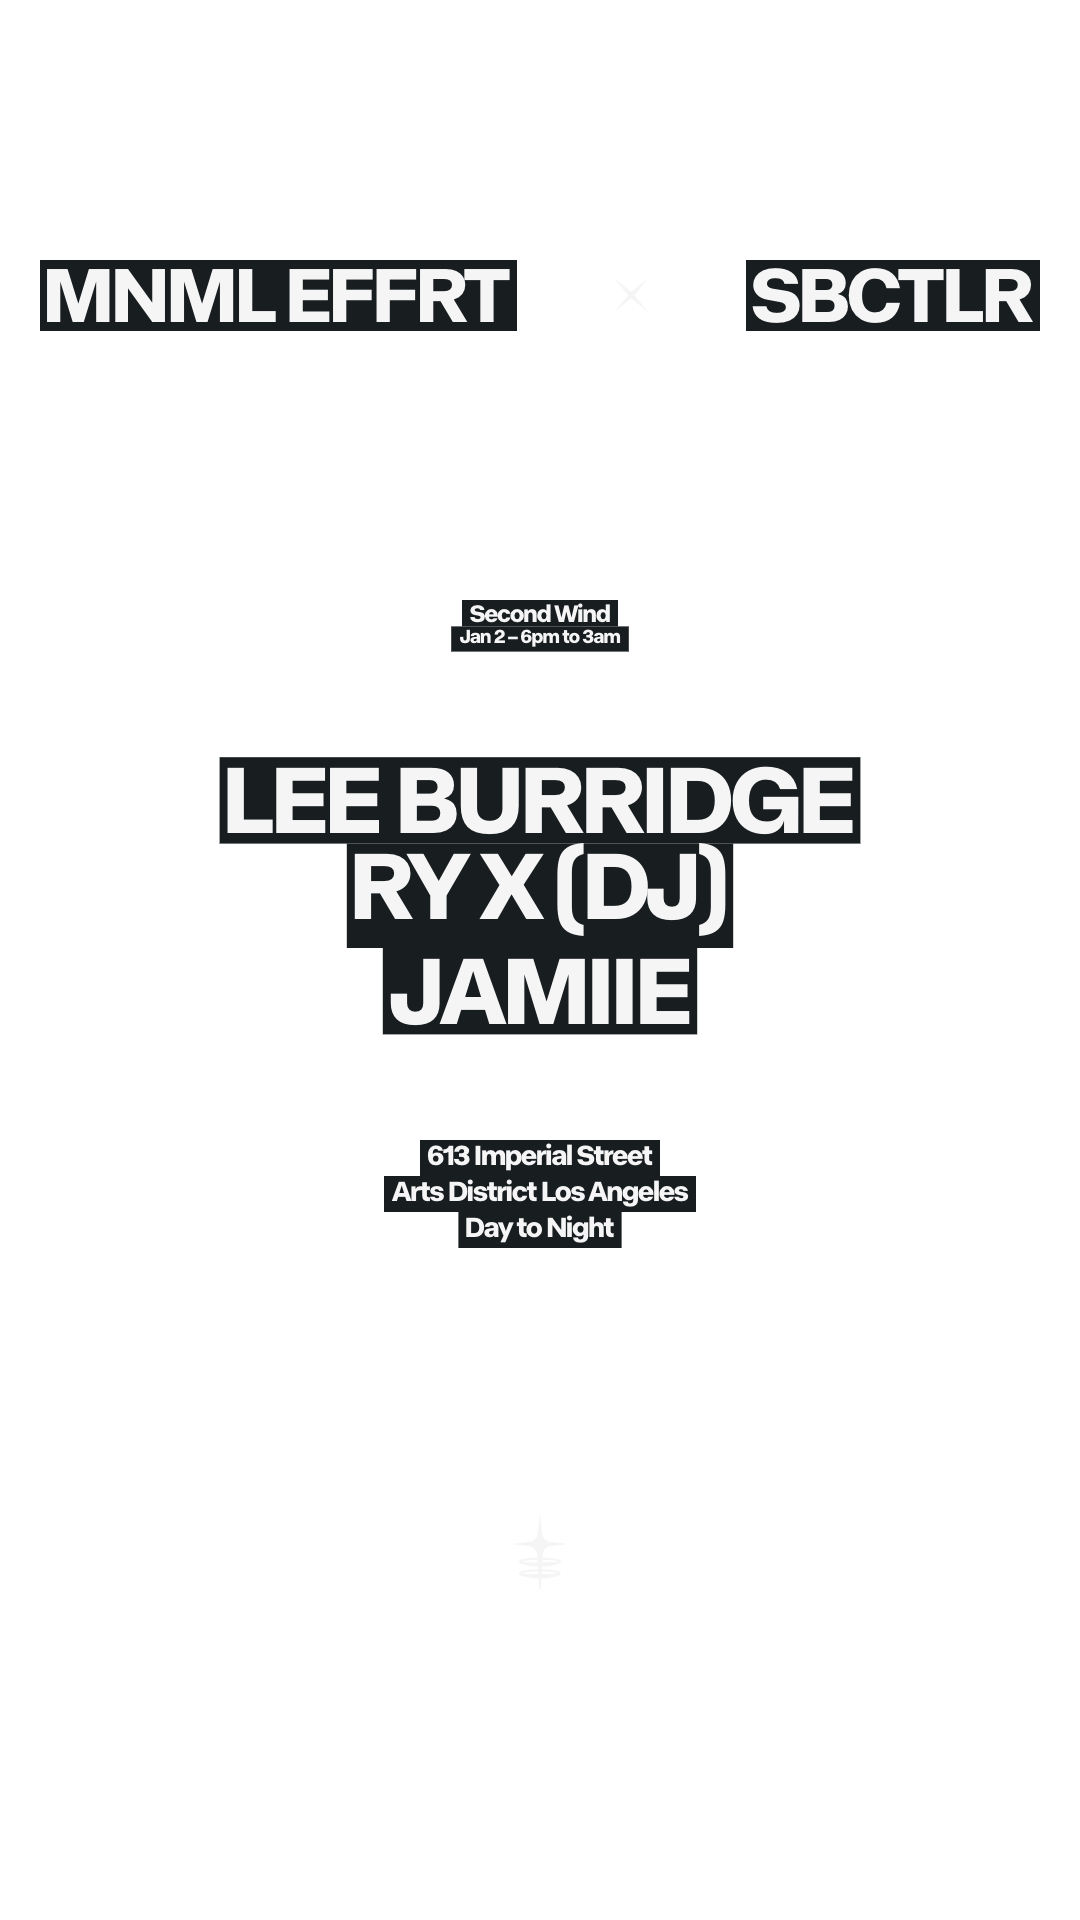 MNML EFFRT
SBCTLR
Second Wind
Jan 2 – 6pm to 3am
LEE BURRIDGE
RY X (DJ)
JAMIIE
613 Imperial Street
Arts District Los Angeles
Day to Night